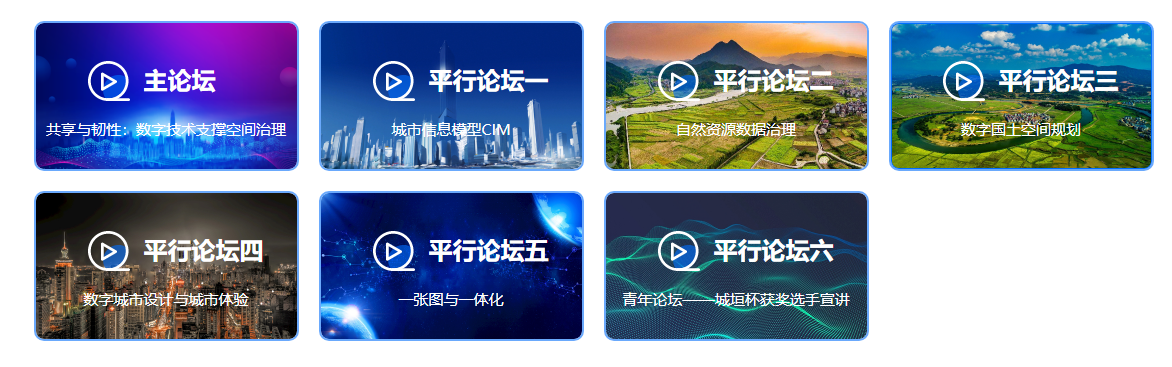 主论坛
共享与韧性：数字技术支撑空间治理
平行论坛一
城市信息模型CIM
平行论坛二
自然资源数据治理
平行论坛三
数字国土空间规划
平行论坛四
数字城市设计与城市体验
平行论坛五
一张图与一体化
平行论坛六
青年论坛——城垣杯获奖选手宣讲